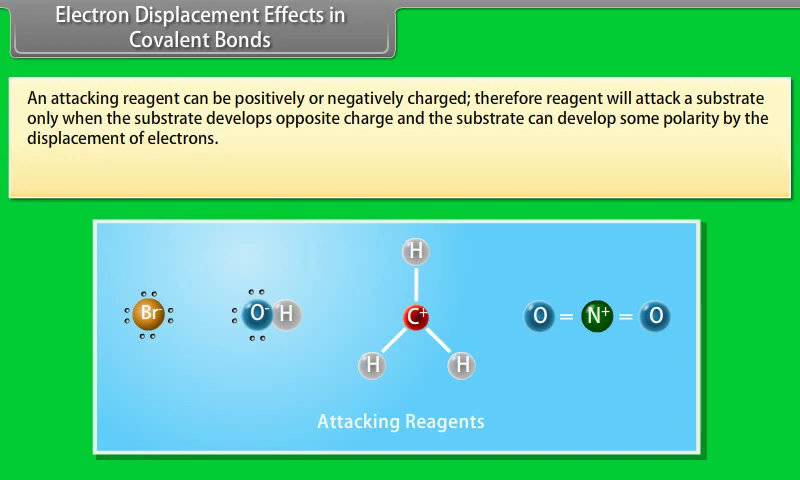 Electron Displacement Effects in
Covalent Bonds
An attacking reagent can be positively or negatively charged; therefore reagent will attack a substrate
only when the substrate develops opposite charge and the substrate can develop some polarity by the
displacement of electrons.
H
Br⁻ O⁻ H C⁺ O = N⁺ = O
H H
Attacking Reagents